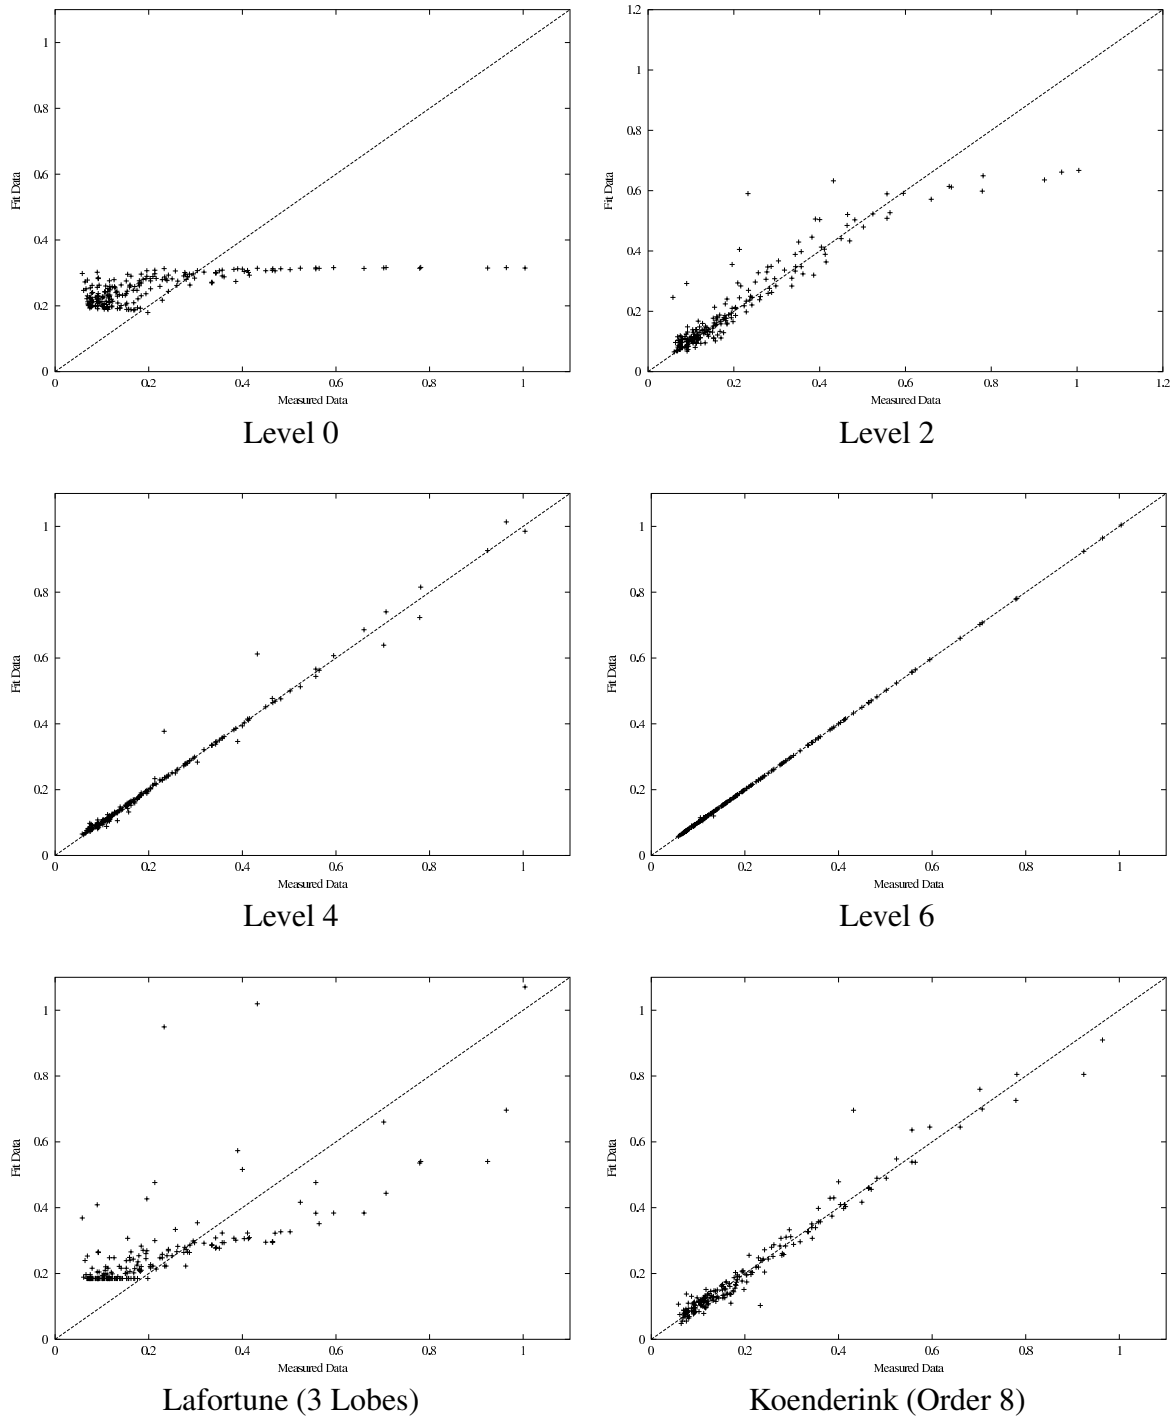 1
0.8
0.6
0.4
0.2
0
0 0.2 0.4 0.6 0.8 1
Fit Data
Measured Data
Level 0
1.2
1
0.8
0.6
0.4
0.2
0
0 0.2 0.4 0.6 0.8 1 1.2
Fit Data
Measured Data
Level 2
1
0.8
0.6
0.4
0.2
0
0 0.2 0.4 0.6 0.8 1
Fit Data
Measured Data
Level 4
1
0.8
0.6
0.4
0.2
0
0 0.2 0.4 0.6 0.8 1
Fit Data
Measured Data
Level 6
1
0.8
0.6
0.4
0.2
0
0 0.2 0.4 0.6 0.8 1
Fit Data
Measured Data
Lafortune (3 Lobes)
1
0.8
0.6
0.4
0.2
0
0 0.2 0.4 0.6 0.8 1
Fit Data
Measured Data
Koenderink (Order 8)